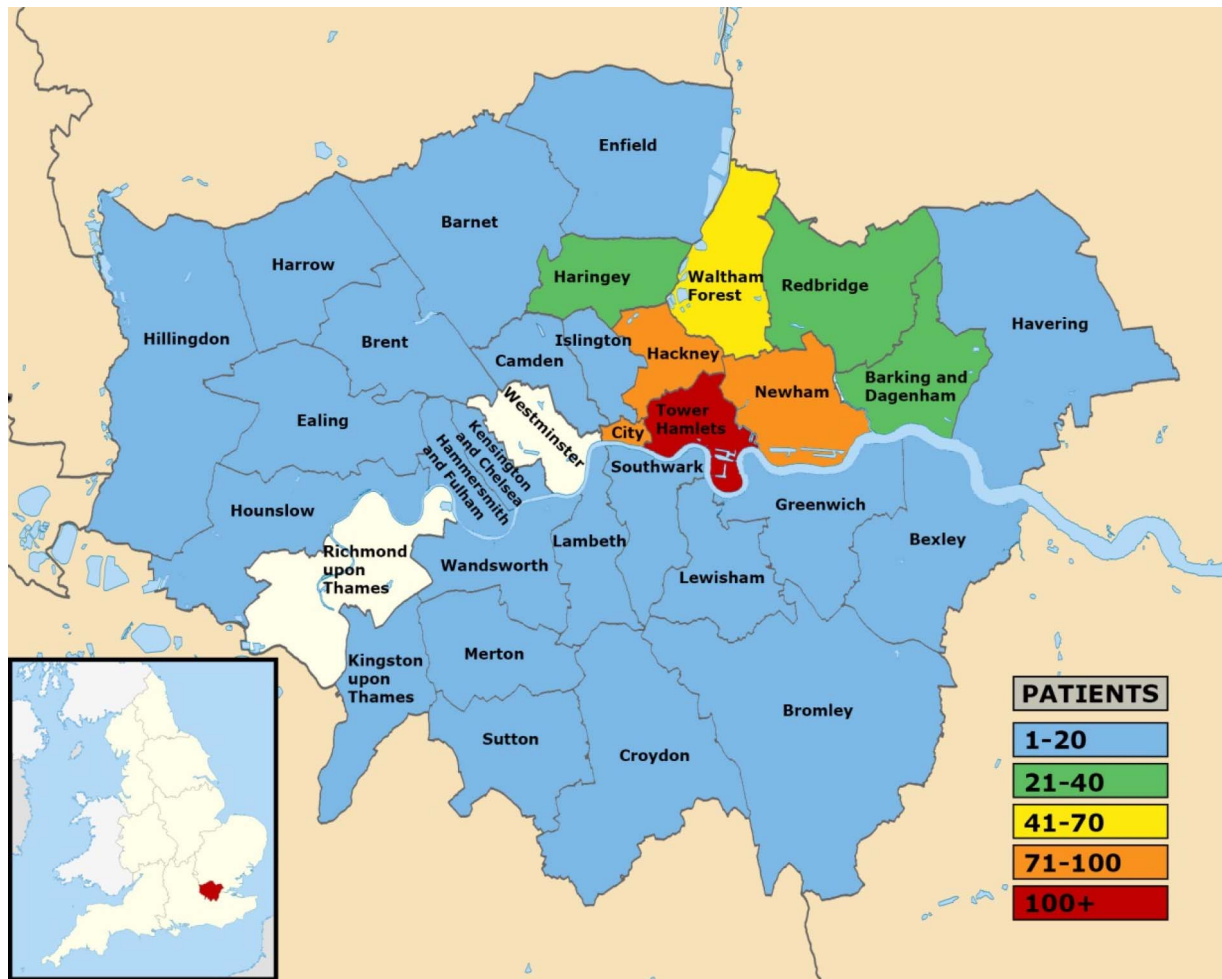 Enfield
Barnet
Harrow
Haringey
Waltham
Forest
Redbridge
Havering
Hillingdon
Brent
Camden
Islington
Hackney
Barking and
Dagenham
Newham
Ealing
Westminster
City
Tower
Hamlets
Kensington
and Chelsea
Hammersmith
and Fulham
Southwark
Hounslow
Greenwich
Richmond
upon
Thames
Wandsworth
Lambeth
Lewisham
Bexley
Kingston
upon
Thames
Merton
Sutton
Croydon
Bromley
PATIENTS
1-20
21-40
41-70
71-100
100+